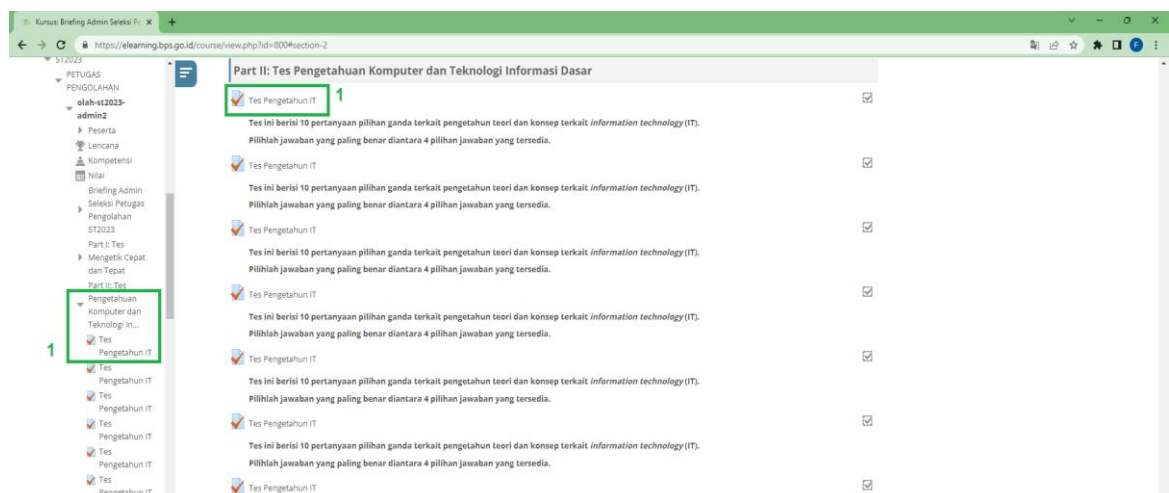 Kursus: Briefing Admin Seleksi Pe
https://elearning.bps.go.id/course/view.php?id=800#section-2
ST2023
PETUGAS
PENGOLAHAN
olah-st2023-
admin2
Peserta
Lencana
Kompetensi
Nilai
Briefing Admin
Seleksi Petugas
Pengolahan
ST2023
Part I: Tes
Mengetik Cepat
dan Tepat
Part II: Tes
Pengetahuan
Komputer dan
Teknologi In...
1
Tes
Pengetahun IT
Tes
Pengetahun IT
Tes
Pengetahun IT
Tes
Pengetahun IT
Tes
Pengetahun IT
Tes
Pengetahun IT
Part II: Tes Pengetahuan Komputer dan Teknologi Informasi Dasar
Tes Pengetahun IT 1
Tes ini berisi 10 pertanyaan pilihan ganda terkait pengetahun teori dan konsep terkait information technology (IT).
Pilihlah jawaban yang paling benar diantara 4 pilihan jawaban yang tersedia.
Tes Pengetahun IT
Tes ini berisi 10 pertanyaan pilihan ganda terkait pengetahun teori dan konsep terkait information technology (IT).
Pilihlah jawaban yang paling benar diantara 4 pilihan jawaban yang tersedia.
Tes Pengetahun IT
Tes ini berisi 10 pertanyaan pilihan ganda terkait pengetahun teori dan konsep terkait information technology (IT).
Pilihlah jawaban yang paling benar diantara 4 pilihan jawaban yang tersedia.
Tes Pengetahun IT
Tes ini berisi 10 pertanyaan pilihan ganda terkait pengetahun teori dan konsep terkait information technology (IT).
Pilihlah jawaban yang paling benar diantara 4 pilihan jawaban yang tersedia.
Tes Pengetahun IT
Tes ini berisi 10 pertanyaan pilihan ganda terkait pengetahun teori dan konsep terkait information technology (IT).
Pilihlah jawaban yang paling benar diantara 4 pilihan jawaban yang tersedia.
Tes Pengetahun IT
Tes ini berisi 10 pertanyaan pilihan ganda terkait pengetahun teori dan konsep terkait information technology (IT).
Pilihlah jawaban yang paling benar diantara 4 pilihan jawaban yang tersedia.
Tes Pengetahun IT